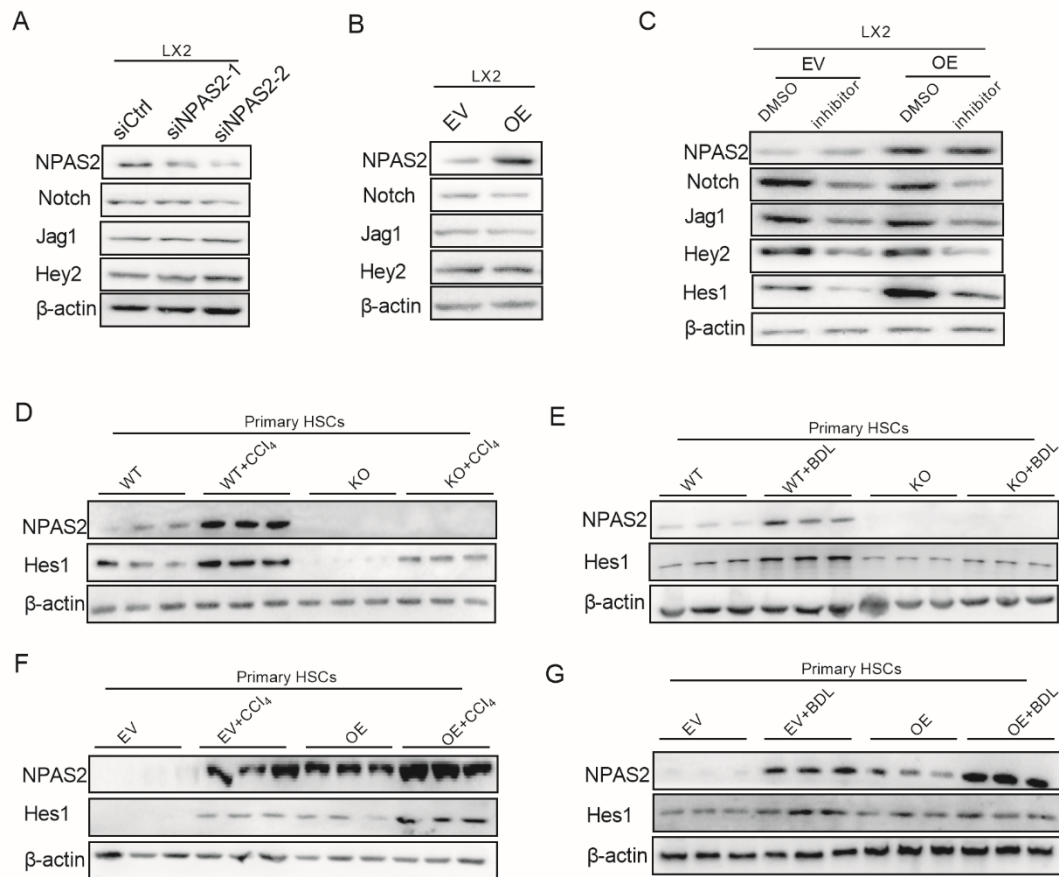 A
LX2
siCtrl siNPAS2-1 siNPAS2-2
NPAS2
Notch
Jag1
Hey2
β-actin
B
LX2
EV OE
NPAS2
Notch
Jag1
Hey2
β-actin
C
LX2
EV OE
DMSO inhibitor DMSO inhibitor
NPAS2
Notch
Jag1
Hey2
Hes1
β-actin
D
Primary HSCs
WT WT+CCl₄ KO KO+CCl₄
NPAS2
Hes1
β-actin
E
Primary HSCs
WT WT+BDL KO KO+BDL
NPAS2
Hes1
β-actin
F
Primary HSCs
EV EV+CCl₄ OE OE+CCl₄
NPAS2
Hes1
β-actin
G
Primary HSCs
EV EV+BDL OE OE+BDL
NPAS2
Hes1
β-actin